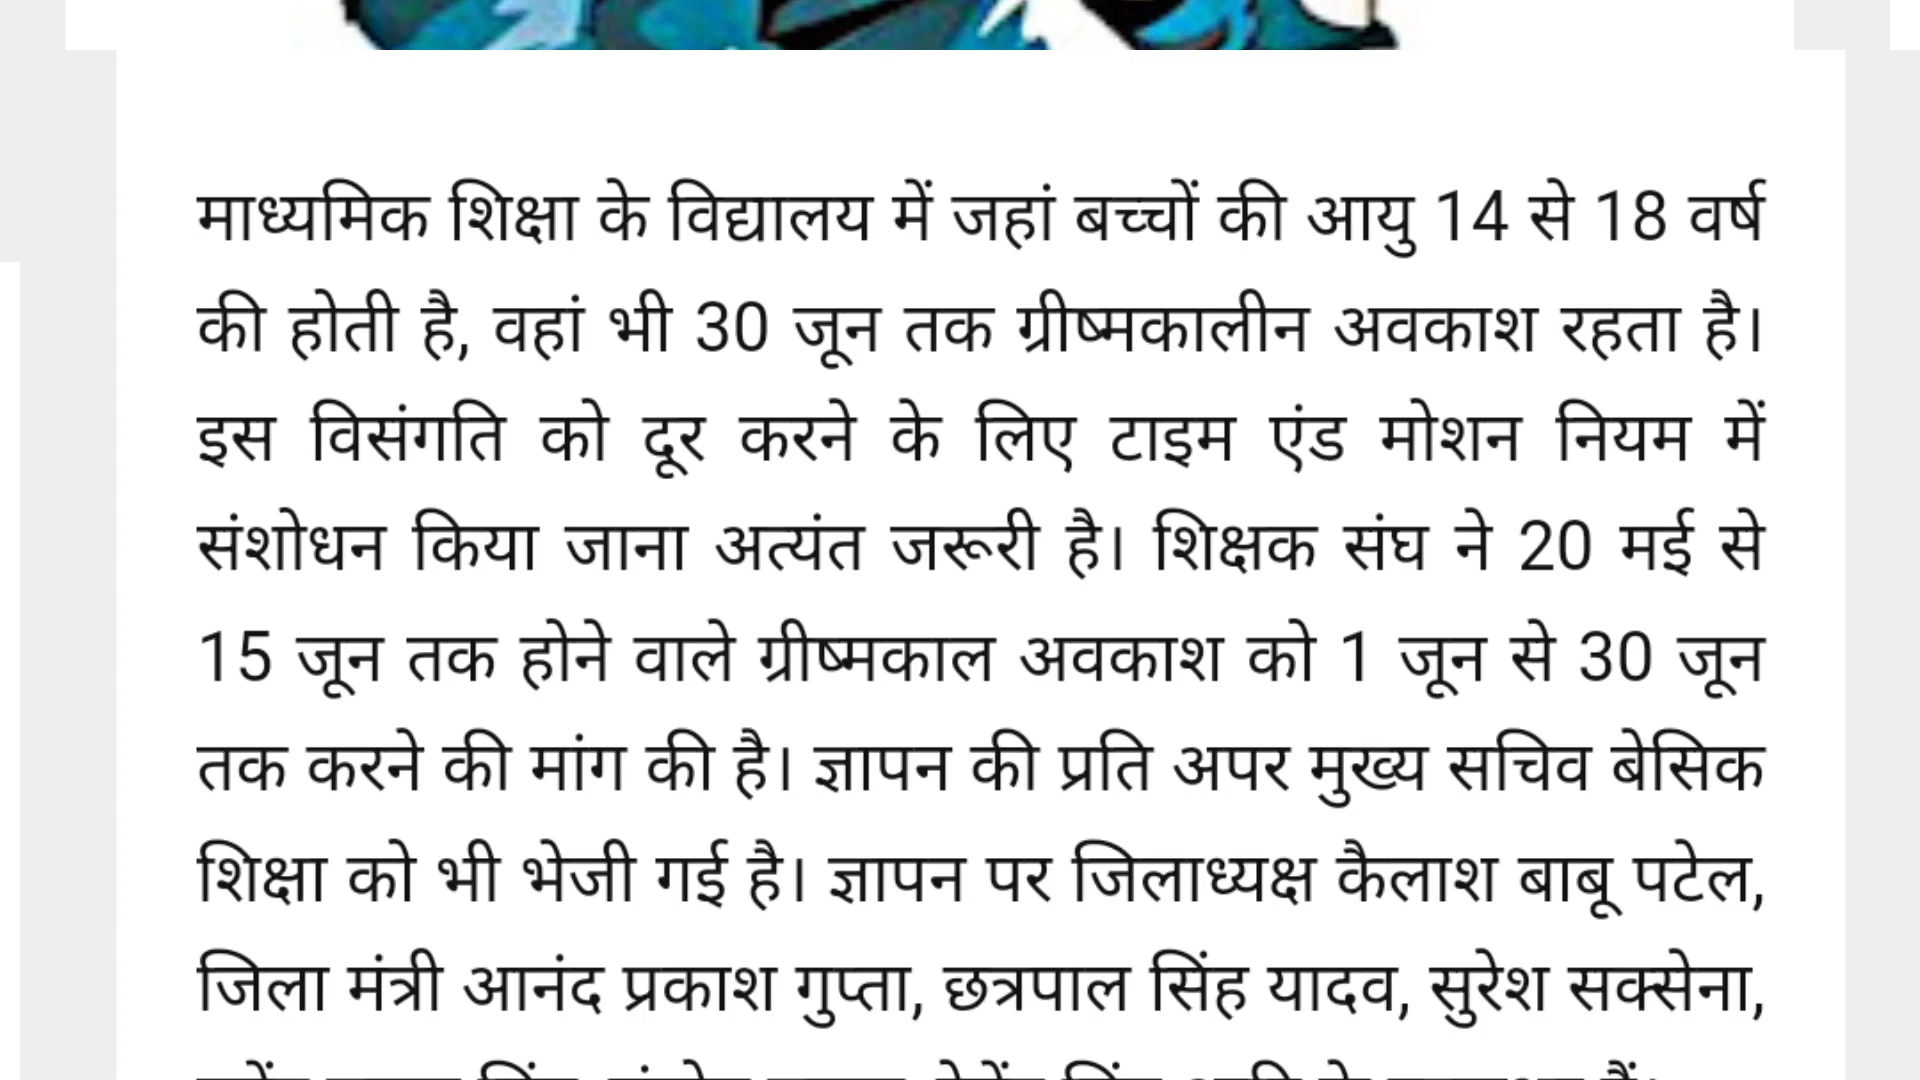 माध्यमिक शिक्षा के विद्यालय में जहां बच्चों की आयु 14 से 18 वर्ष
की होती है, वहां भी 30 जून तक ग्रीष्मकालीन अवकाश रहता है।
इस विसंगति को दूर करने के लिए टाइम एंड मोशन नियम में
संशोधन किया जाना अत्यंत जरूरी है। शिक्षक संघ ने 20 मई से
15 जून तक होने वाले ग्रीष्मकाल अवकाश को 1 जून से 30 जून
तक करने की मांग की है। ज्ञापन की प्रति अपर मुख्य सचिव बेसिक
शिक्षा को भी भेजी गई है। ज्ञापन पर जिलाध्यक्ष कैलाश बाबू पटेल,
जिला मंत्री आनंद प्रकाश गुप्ता, छत्रपाल सिंह यादव, सुरेश सक्सेना,